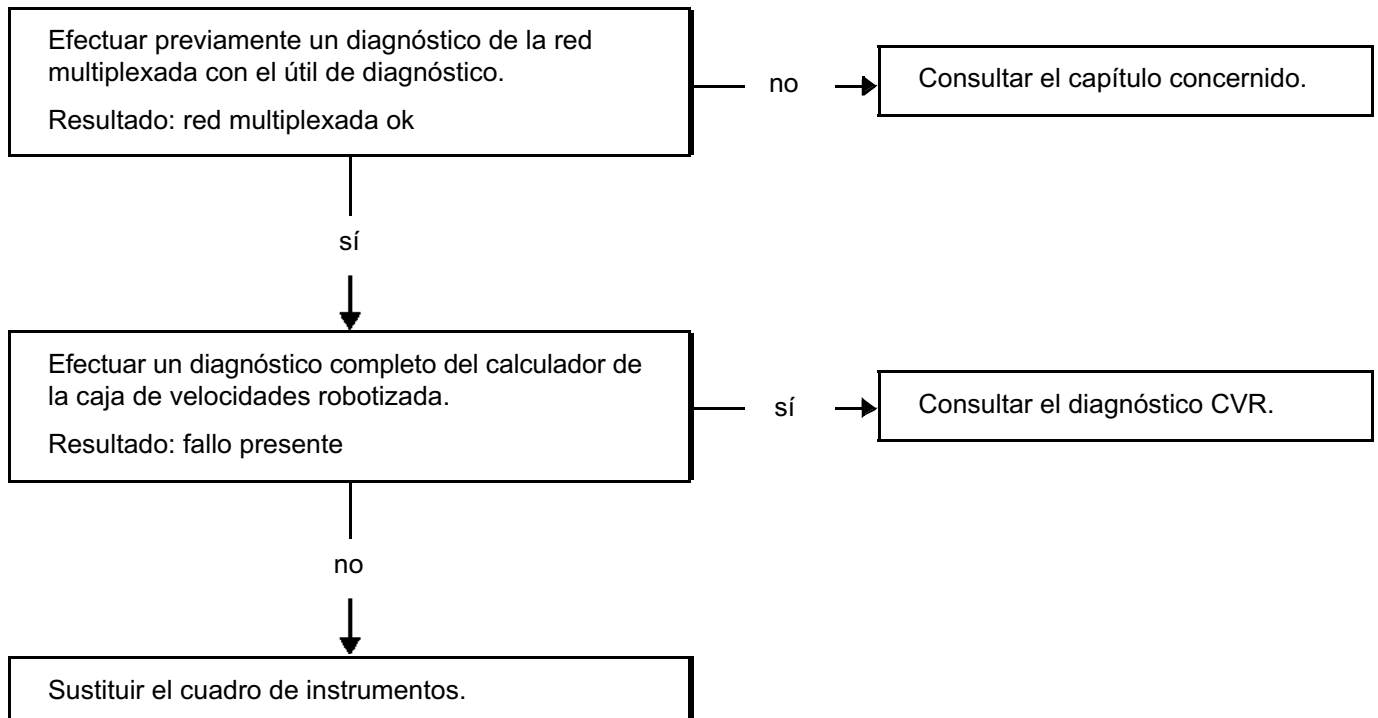 Efectuar previamente un diagnóstico de la red
multiplexada con el útil de diagnóstico.
Resultado: red multiplexada ok
no
Consultar el capítulo concernido.
sí
Efectuar un diagnóstico completo del calculador de
la caja de velocidades robotizada.
Resultado: fallo presente
sí
Consultar el diagnóstico CVR.
no
Sustituir el cuadro de instrumentos.